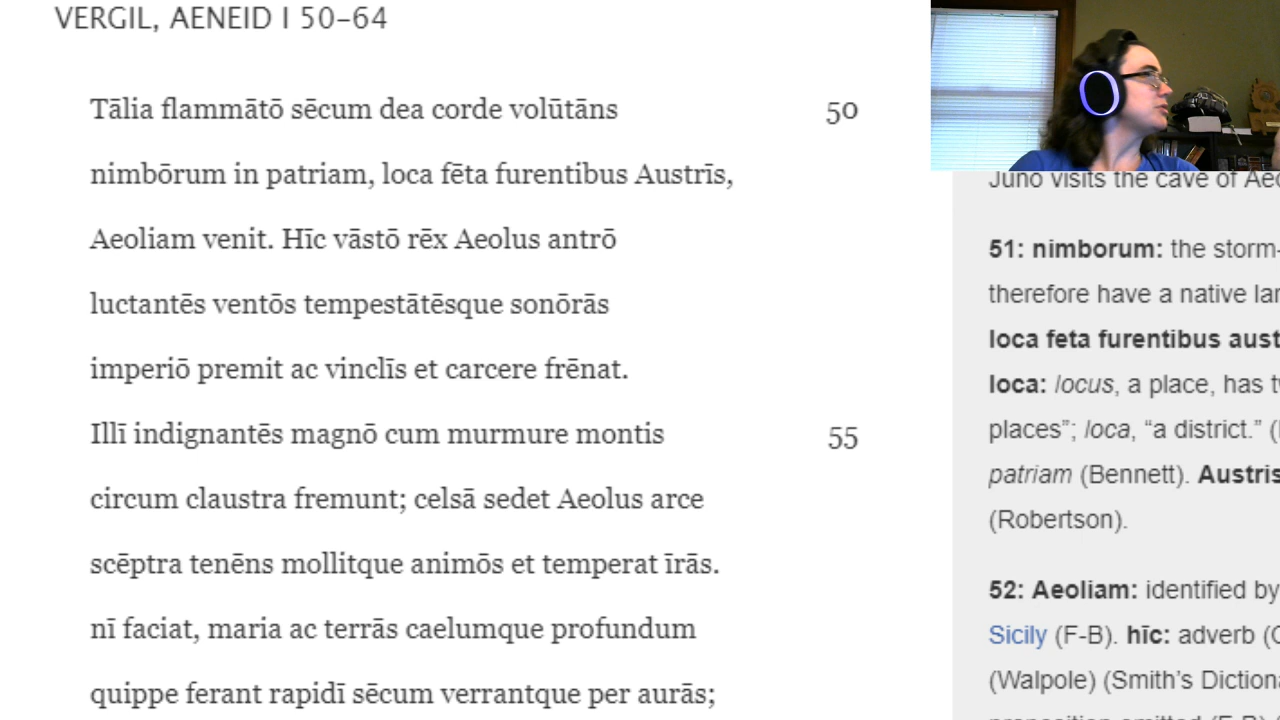 VERGIL, AENEID I 50–64
Tālia flammātō sēcum dea corde volūtāns 50
nimbōrum in patriam, loca fēta furentibus Austrīs,
Aeoliam venit. Hīc vāstō rēx Aeolus antrō
luctantēs ventōs tempestātēsque sonōrās
imperiō premit ac vinclīs et carcere frēnat.
Illī indignantēs magnō cum murmure montis 55
circum claustra fremunt; celsā sedet Aeolus arce
scēptra tenēns mollitque animōs et temperat īrās.
nī faciat, maria ac terrās caelumque profundum
quippe ferant rapidī sēcum verrantque per aurās;
Juno visits the cave of
51: nimborum: the storm-
therefore have a native
loca feta furentibus
loca: locus, a place, has
places”; loca, “a district.”
patriam (Bennett). Austris
(Robertson).
52: Aeoliam: identified by
Sicily (F-B). hīc: adverb
(Walpole) (Smith’s